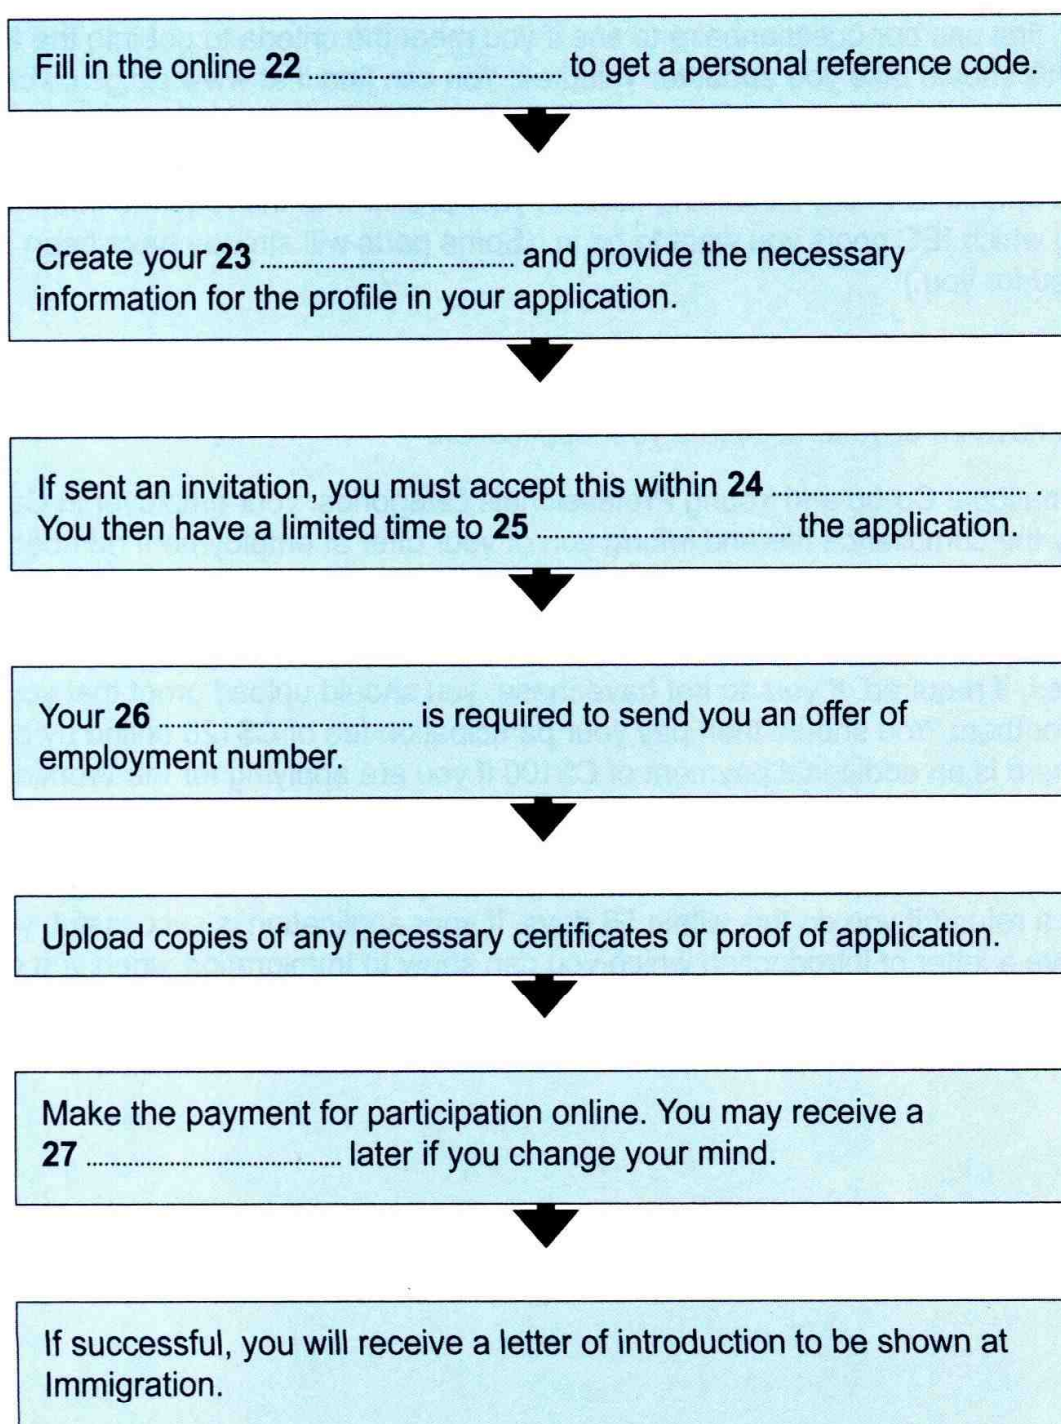 Fill in the online 22 .................................... to get a personal reference code.
Create your 23 .................................... and provide the necessary
information for the profile in your application.
If sent an invitation, you must accept this within 24 ....................................
You then have a limited time to 25 .................................... the application.
Your 26 .................................... is required to send you an offer of
employment number.
Upload copies of any necessary certificates or proof of application.
Make the payment for participation online. You may receive a
27 .................................... later if you change your mind.
If successful, you will receive a letter of introduction to be shown at
Immigration.